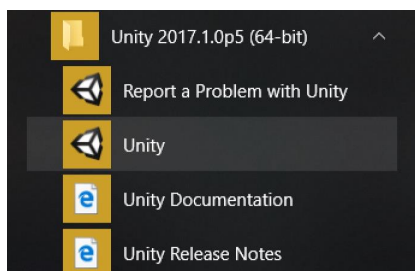 Unity 2017.1.0p5 (64-bit)
Report a Problem with Unity
Unity
Unity Documentation
Unity Release Notes